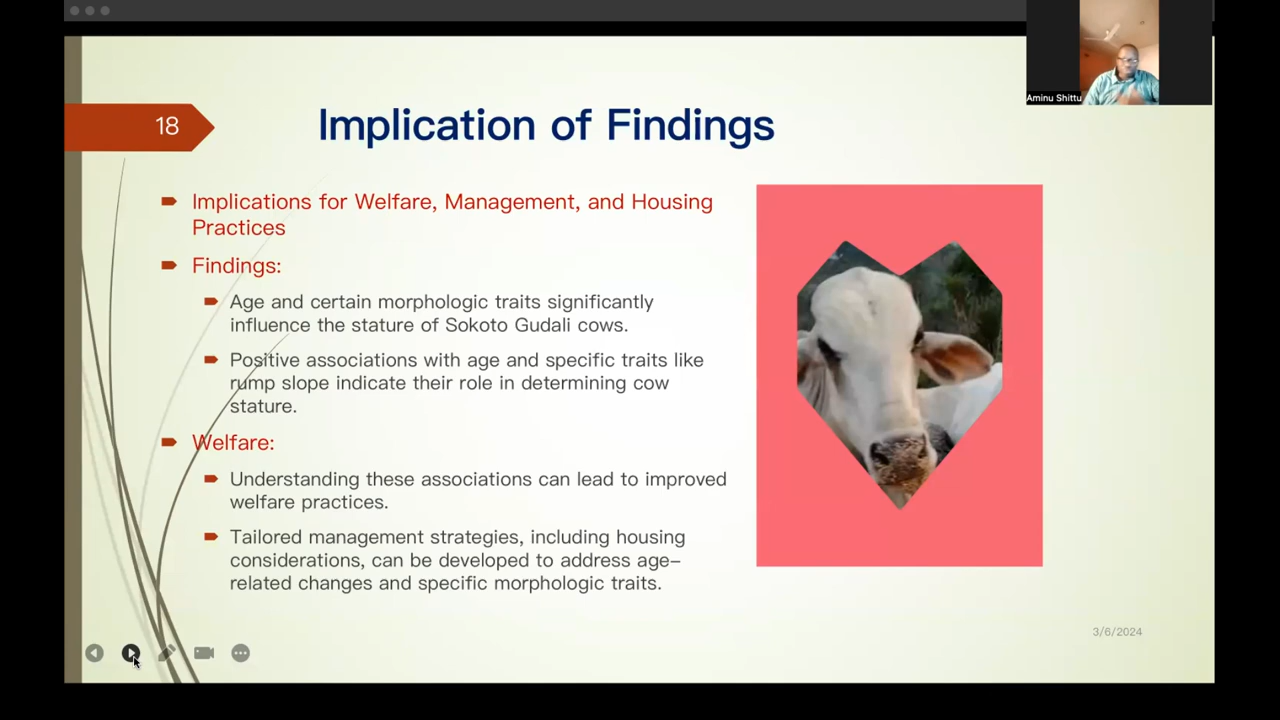 Aminu Shittu
18
Implication of Findings
Implications for Welfare, Management, and Housing
Practices
Findings:
Age and certain morphologic traits significantly
influence the stature of Sokoto Gudali cows.
Positive associations with age and specific traits like
rump slope indicate their role in determining cow
stature.
Welfare:
Understanding these associations can lead to improved
welfare practices.
Tailored management strategies, including housing
considerations, can be developed to address age–
related changes and specific morphologic traits.
3/6/2024